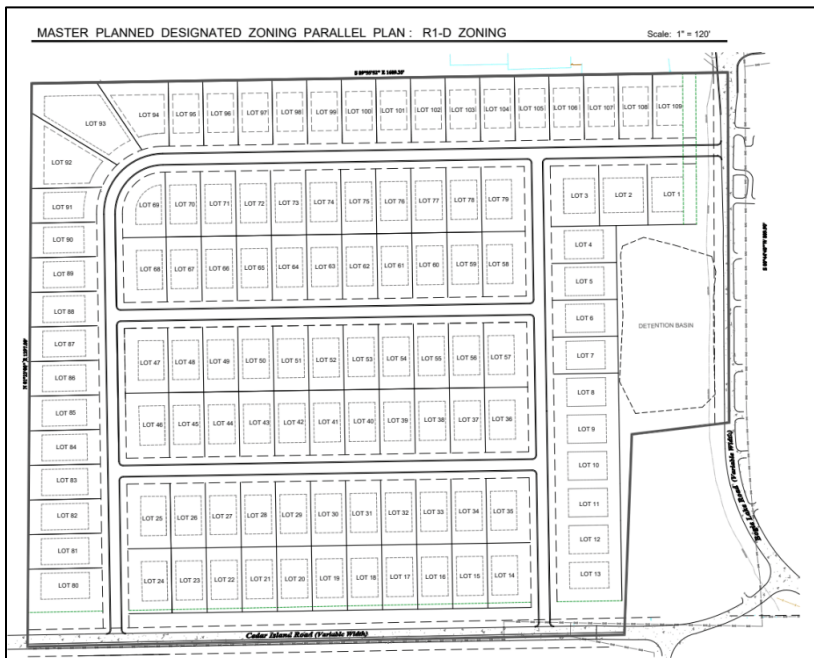 MASTER PLANNED DESIGNATED ZONING PARALLEL PLAN : R1-D ZONING
Scale: 1" = 120'
LOT 93
LOT 94
LOT 95
LOT 96
LOT 97
LOT 98
LOT 99
LOT 100
LOT 101
LOT 102
LOT 103
LOT 104
LOT 105
LOT 106
LOT 107
LOT 108
LOT 109
LOT 92
LOT 91
LOT 90
LOT 89
LOT 88
LOT 87
LOT 86
LOT 85
LOT 84
LOT 83
LOT 82
LOT 81
LOT 80
LOT 69
LOT 70
LOT 71
LOT 72
LOT 73
LOT 74
LOT 75
LOT 76
LOT 77
LOT 78
LOT 79
LOT 68
LOT 67
LOT 66
LOT 65
LOT 64
LOT 63
LOT 62
LOT 61
LOT 60
LOT 59
LOT 58
LOT 47
LOT 48
LOT 49
LOT 50
LOT 51
LOT 52
LOT 53
LOT 54
LOT 55
LOT 56
LOT 57
LOT 46
LOT 45
LOT 44
LOT 43
LOT 42
LOT 41
LOT 40
LOT 39
LOT 38
LOT 37
LOT 36
LOT 25
LOT 26
LOT 27
LOT 28
LOT 29
LOT 30
LOT 31
LOT 32
LOT 33
LOT 34
LOT 35
LOT 24
LOT 23
LOT 22
LOT 21
LOT 20
LOT 19
LOT 18
LOT 17
LOT 16
LOT 15
LOT 14
LOT 3
LOT 2
LOT 1
LOT 4
LOT 5
LOT 6
LOT 7
LOT 8
LOT 9
LOT 10
LOT 11
LOT 12
LOT 13
DETENTION BASIN
Road (Variable Width)
Cedar Island Road (Variable Width)